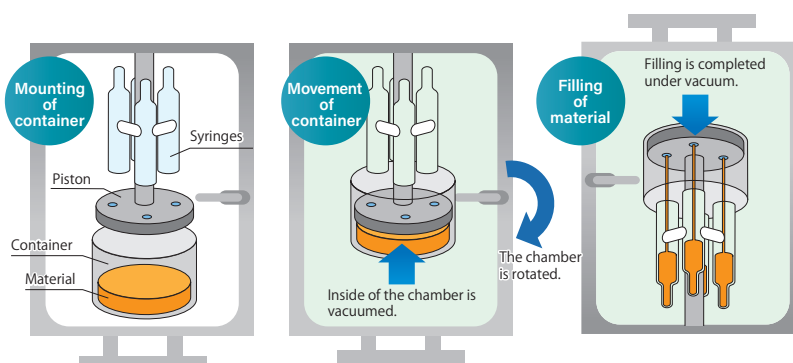 Mounting
of
container
Syringes
Piston
Container
Material
Movement
of
container
Inside of the chamber is
vacuumed.
The chamber
is rotated.
Filling
of
material
Filling is completed
under vacuum.